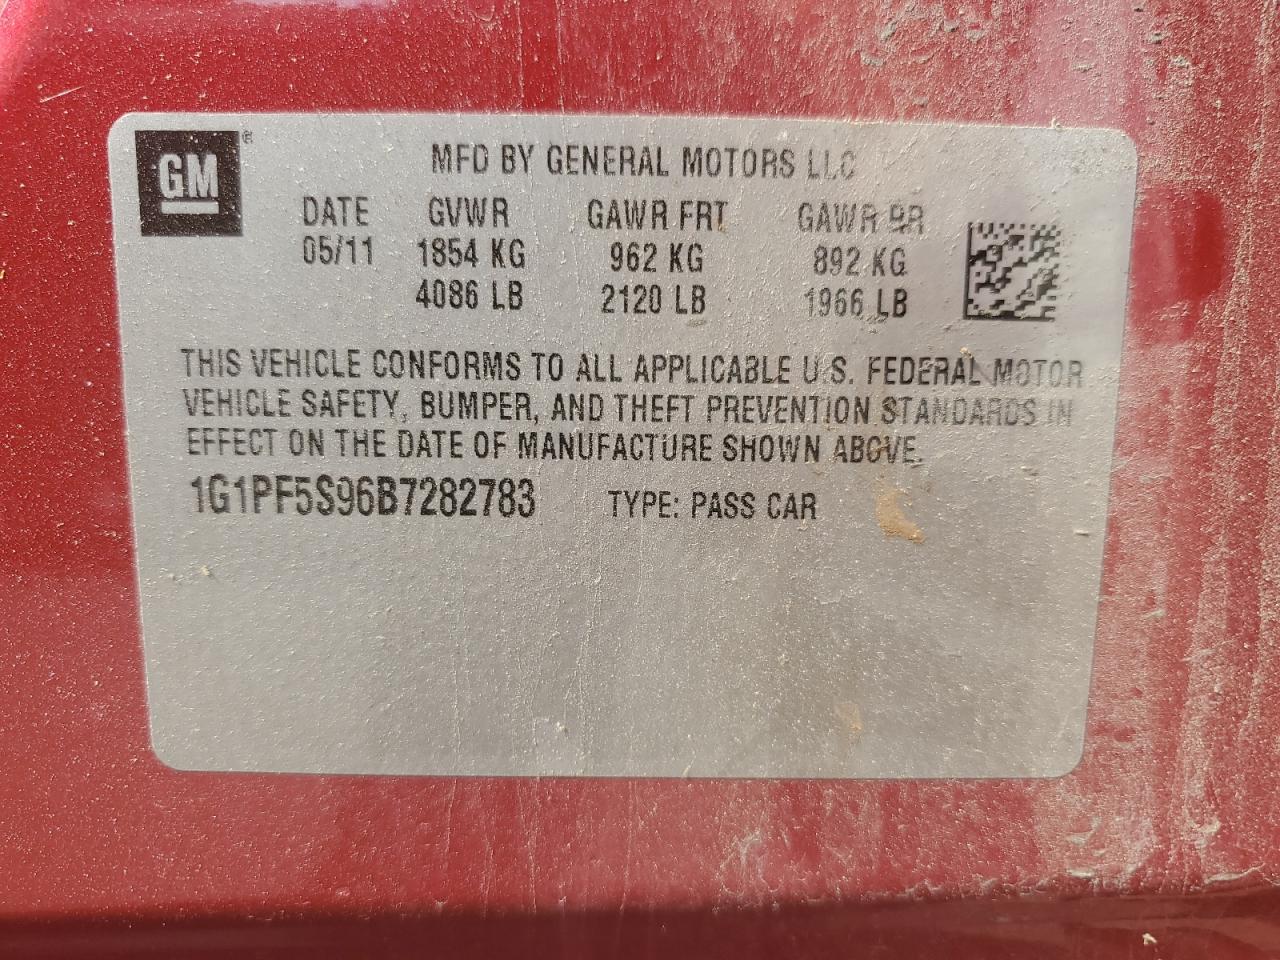 GM ®
MFD BY GENERAL MOTORS LLC
DATE GVWR GAWR FRT GAWR RR
05/11 1854 KG 962 KG 892 KG
4086 LB 2120 LB 1966 LB
THIS VEHICLE CONFORMS TO ALL APPLICABLE U.S. FEDERAL MOTOR
VEHICLE SAFETY, BUMPER, AND THEFT PREVENTION STANDARDS IN
EFFECT ON THE DATE OF MANUFACTURE SHOWN ABOVE.
1G1PF5S96B7282783 TYPE: PASS CAR